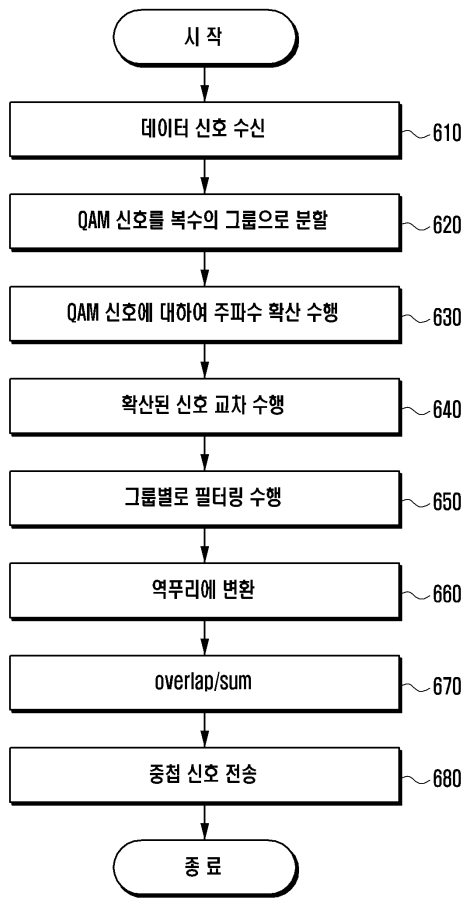 시 작
데이터 신호 수신
610
QAM 신호를 복수의 그룹으로 분할
620
QAM 신호에 대하여 주파수 확산 수행
630
확산된 신호 교차 수행
640
그룹별로 필터링 수행
650
역푸리에 변환
660
overlap/sum
670
중첩 신호 전송
680
종 료